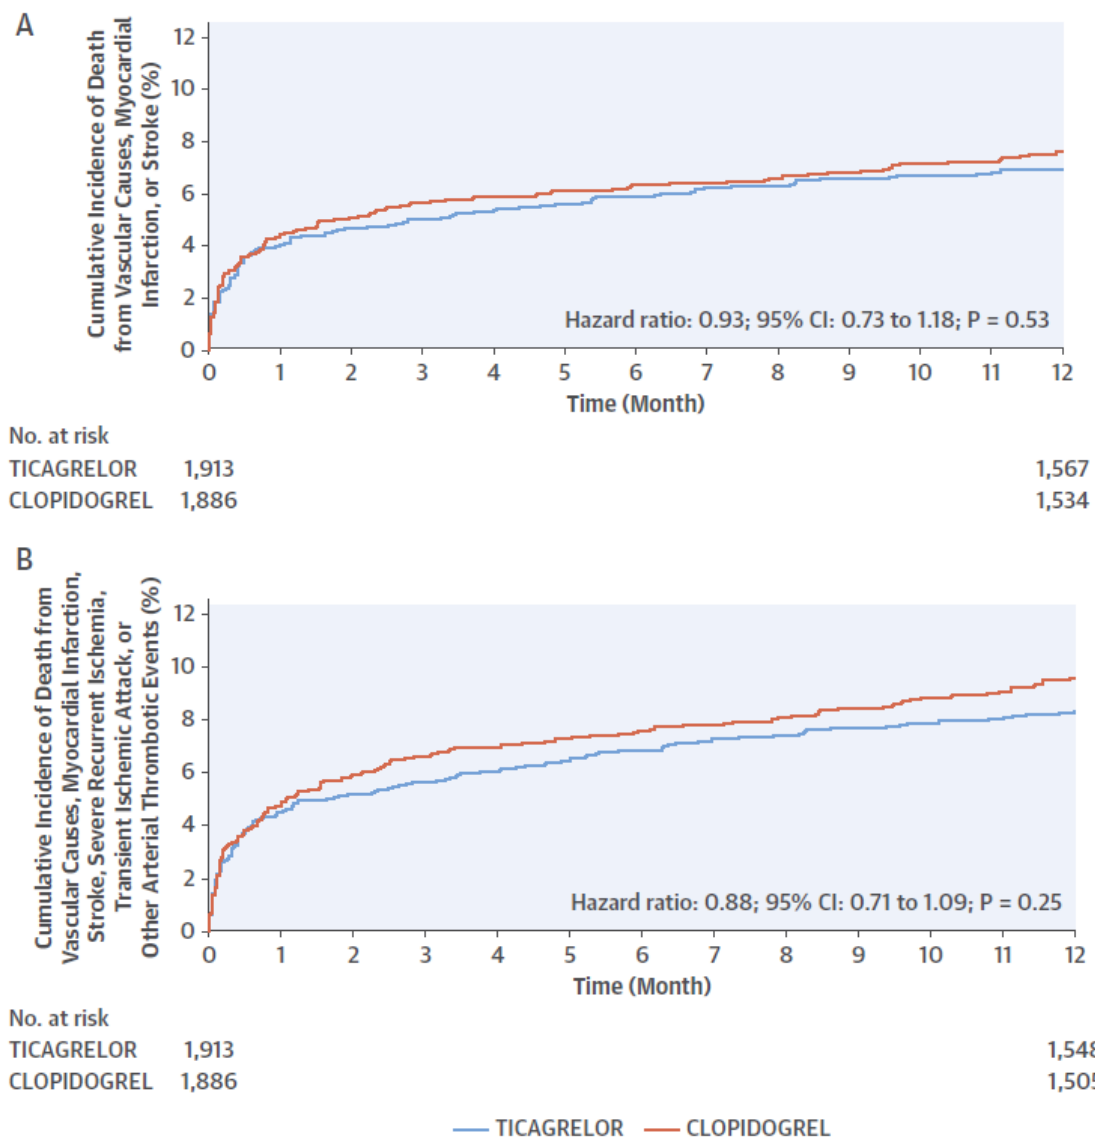 A
Cumulative Incidence of Death
from Vascular Causes, Myocardial
Infarction, or Stroke (%)
12
10
8
6
4
2
0
Hazard ratio: 0.93; 95% CI: 0.73 to 1.18; P = 0.53
0 1 2 3 4 5 6 7 8 9 10 11 12
Time (Month)
No. at risk
TICAGRELOR 1,913 1,567
CLOPIDOGREL 1,886 1,534
B
Cumulative Incidence of Death from
Vascular Causes, Myocardial Infarction,
Stroke, Severe Recurrent Ischemia,
Transient Ischemic Attack, or
Other Arterial Thrombotic Events (%)
12
10
8
6
4
2
0
Hazard ratio: 0.88; 95% CI: 0.71 to 1.09; P = 0.25
0 1 2 3 4 5 6 7 8 9 10 11 12
Time (Month)
No. at risk
TICAGRELOR 1,913 1,548
CLOPIDOGREL 1,886 1,505
TICAGRELOR CLOPIDOGREL